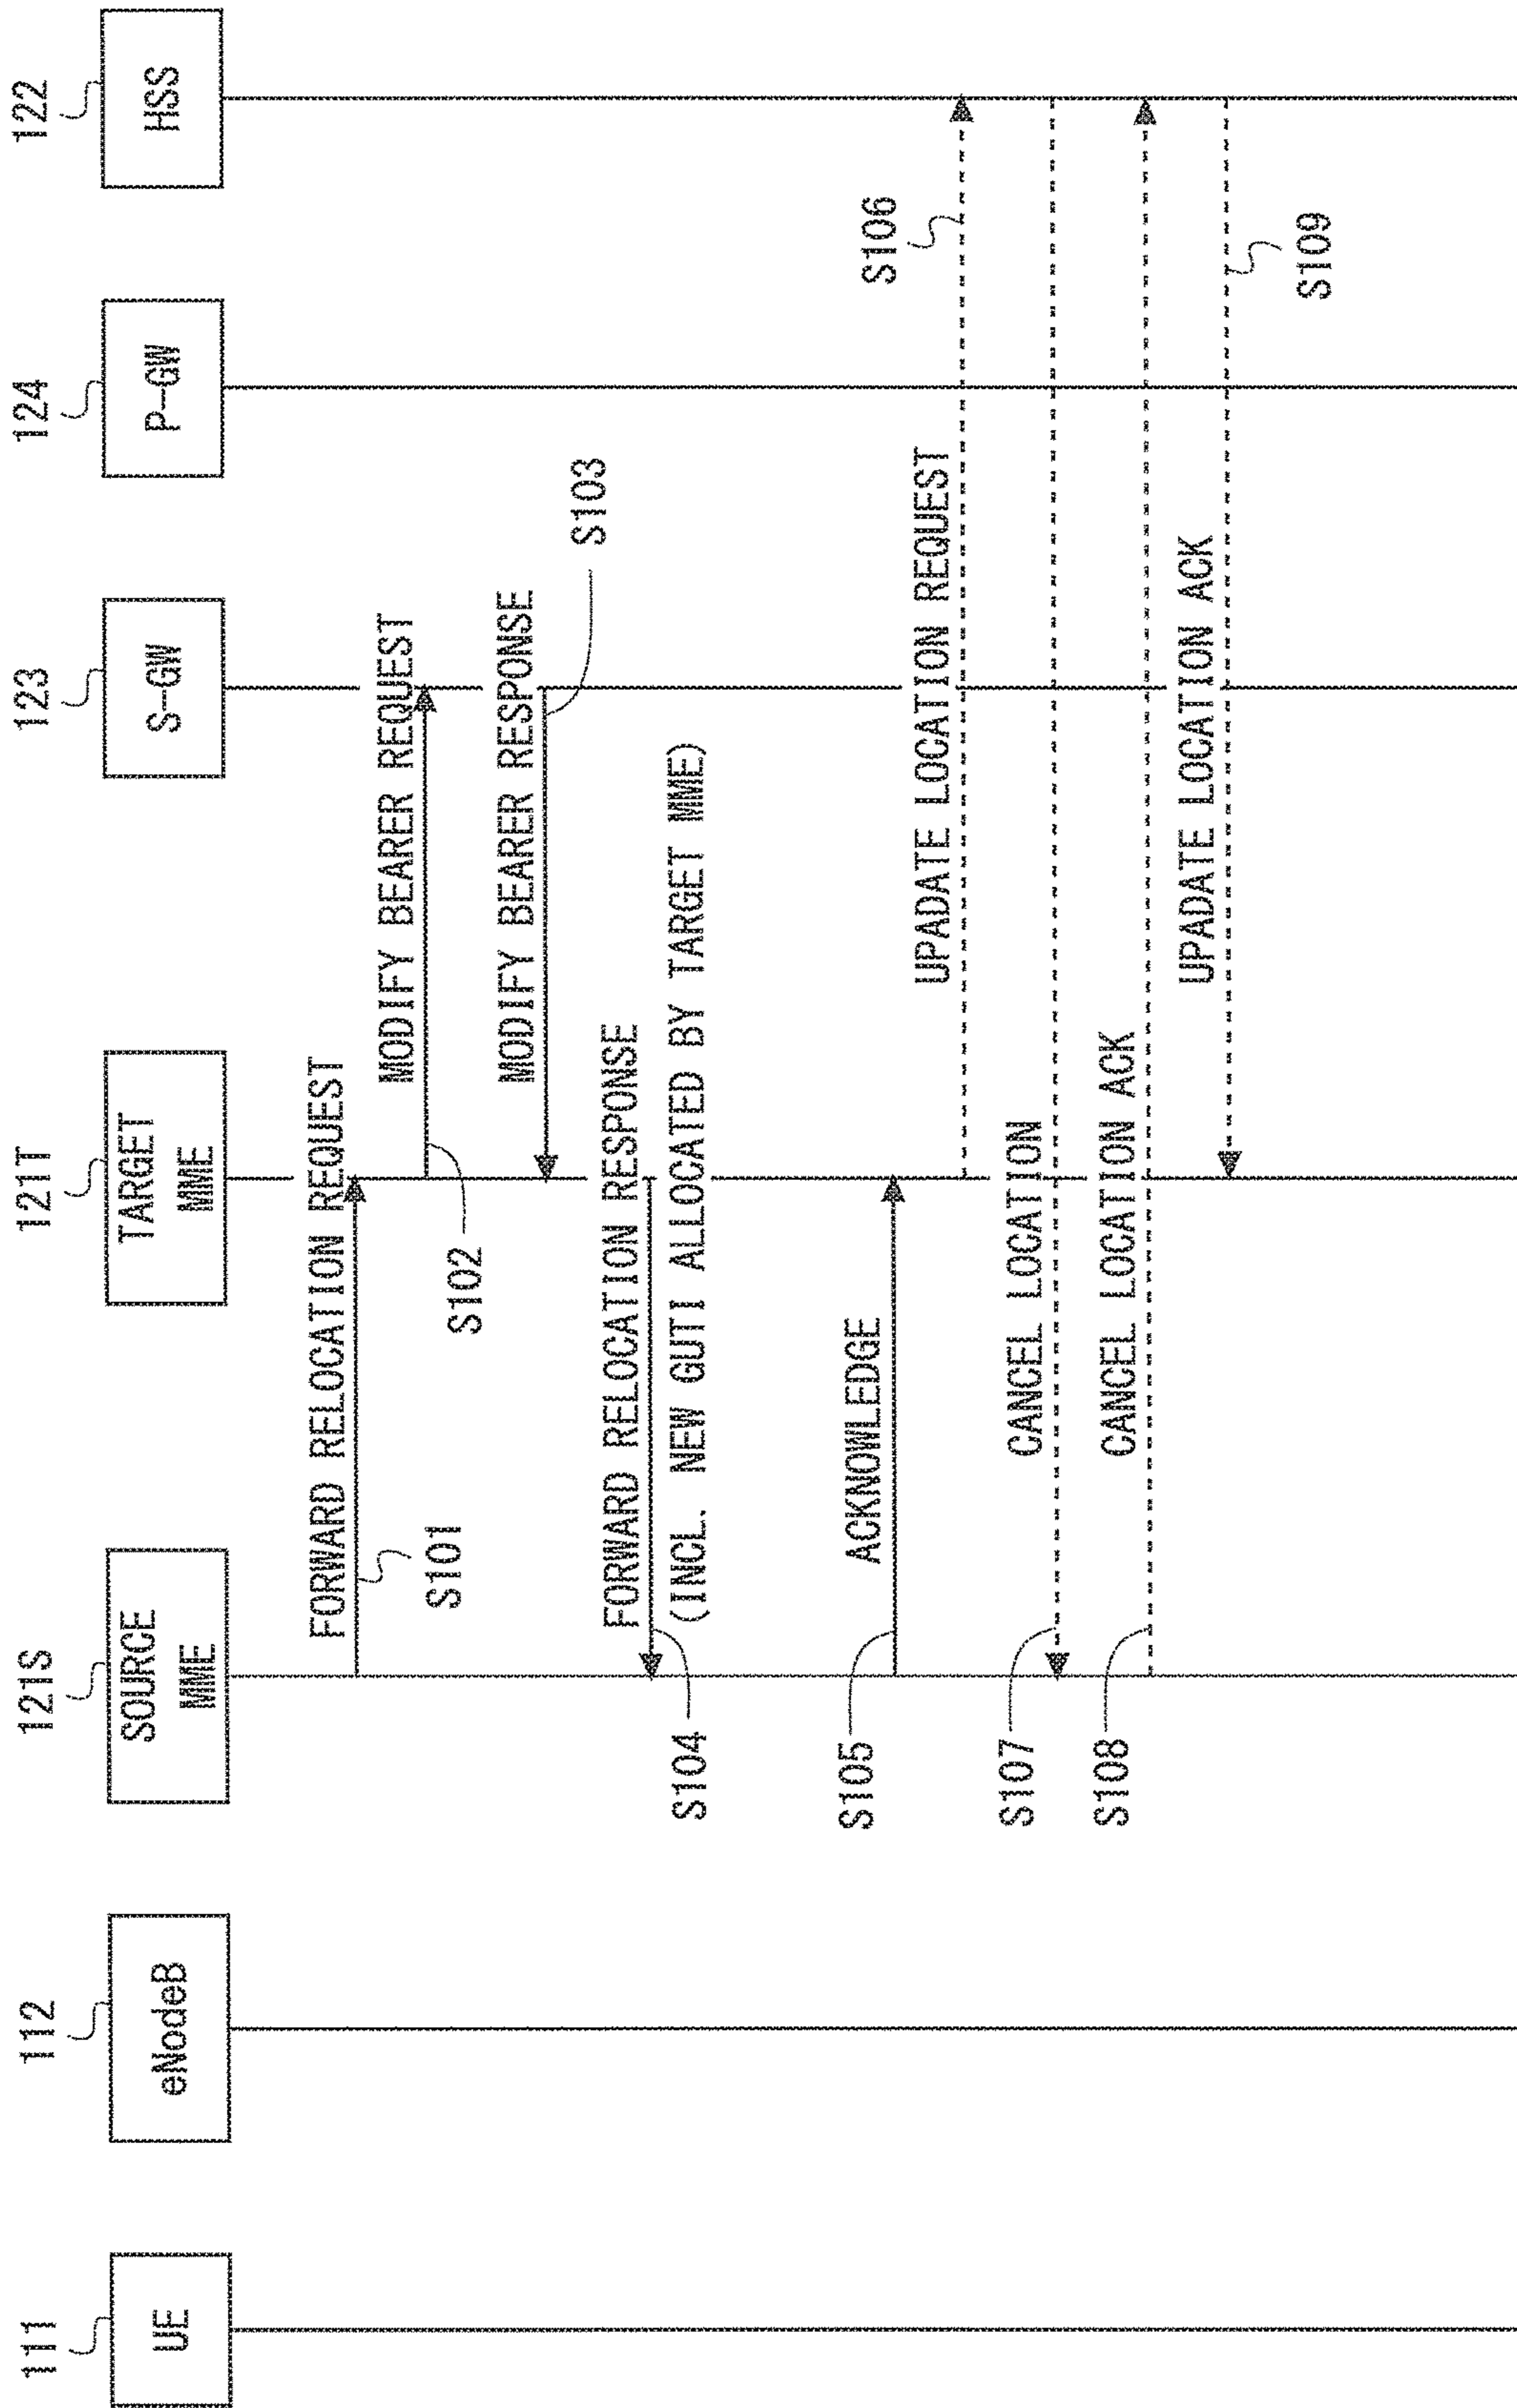 111
112
121S
121T
123
124
122
UE
eNodeB
SOURCE
MME
TARGET
MME
S-GW
P-GW
HSS
FORWARD RELOCATION REQUEST
S101
MODIFY BEARER REQUEST
S102
MODIFY BEARER RESPONSE
S103
FORWARD RELOCATION RESPONSE
(INCL. NEW GUTI ALLOCATED BY TARGET MME)
S104
ACKNOWLEDGE
S105
UPADATE LOCATION REQUEST
S106
CANCEL LOCATION
S107
CANCEL LOCATION ACK
S108
UPADATE LOCATION ACK
S109